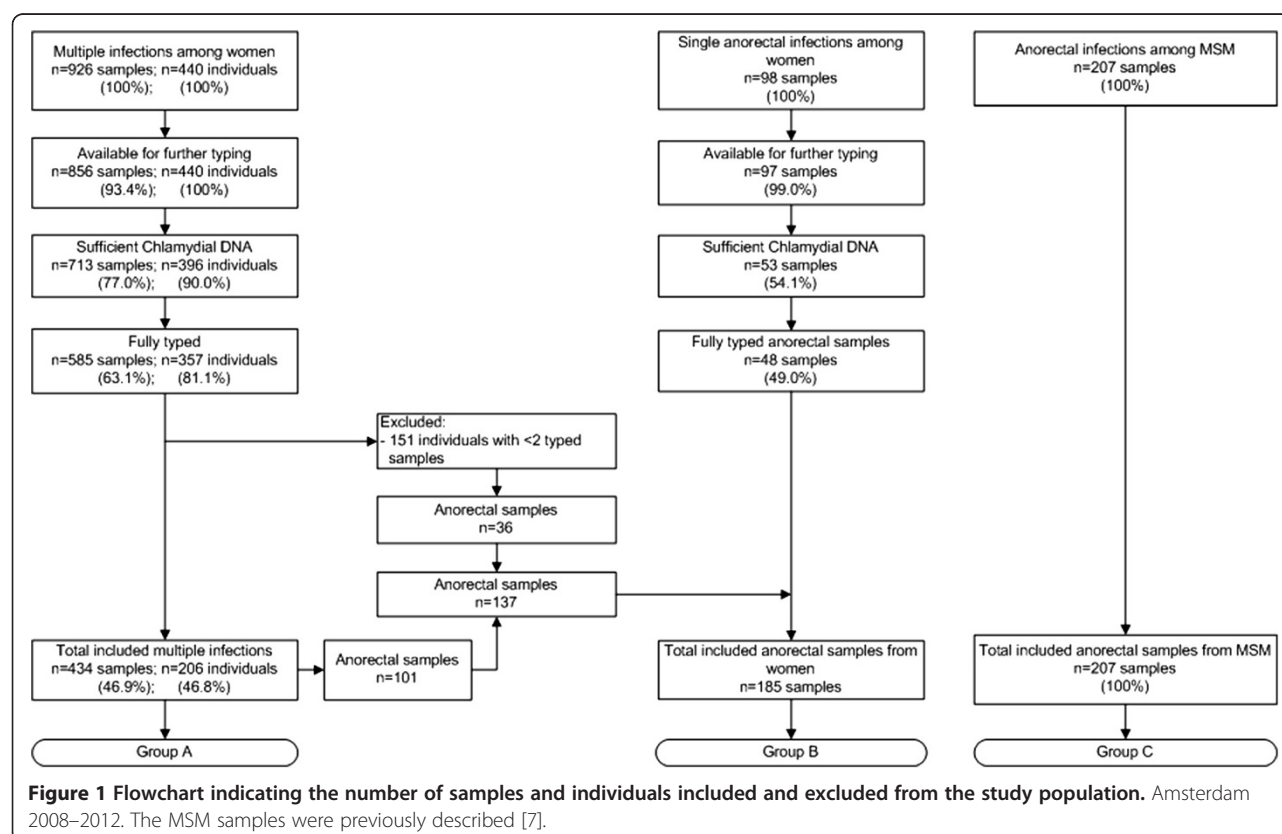 Multiple infections among women
n=926 samples; n=440 individuals
(100%); (100%)
Available for further typing
n=856 samples; n=440 individuals
(93.4%); (100%)
Sufficient Chlamydial DNA
n=713 samples; n=396 individuals
(77.0%); (90.0%)
Fully typed
n=585 samples; n=357 individuals
(63.1%); (81.1%)
Excluded:
- 151 individuals with <2 typed
samples
Anorectal samples
n=36
Anorectal samples
n=137
Total included multiple infections
n=434 samples; n=206 individuals
(46.9%); (46.8%)
Anorectal samples
n=101
Group A
Single anorectal infections among
women
n=98 samples
(100%)
Available for further typing
n=97 samples
(99.0%)
Sufficient Chlamydial DNA
n=53 samples
(54.1%)
Fully typed anorectal samples
n=48 samples
(49.0%)
Total included anorectal samples from
women
n=185 samples
Group B
Anorectal infections among MSM
n=207 samples
(100%)
Total included anorectal samples from MSM
n=207 samples
(100%)
Group C
Figure 1 Flowchart indicating the number of samples and individuals included and excluded from the study population. Amsterdam
2008–2012. The MSM samples were previously described [7].